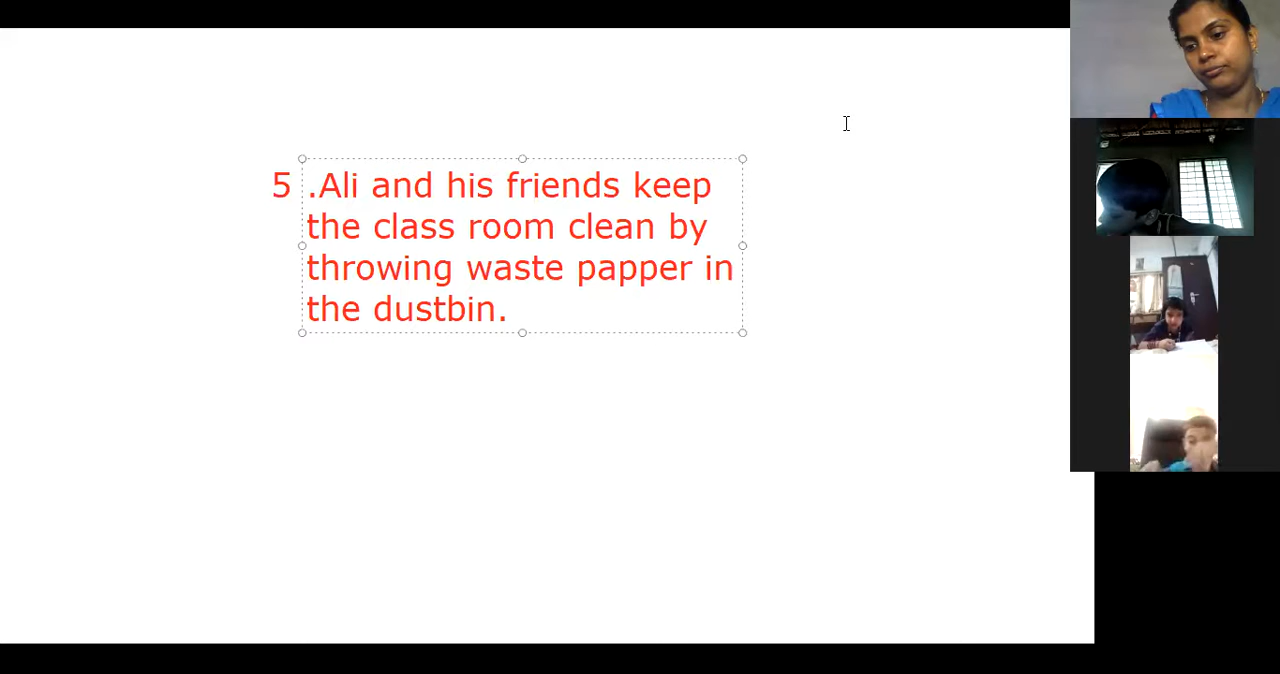 5 .Ali and his friends keep
the class room clean by
throwing waste papper in
the dustbin.